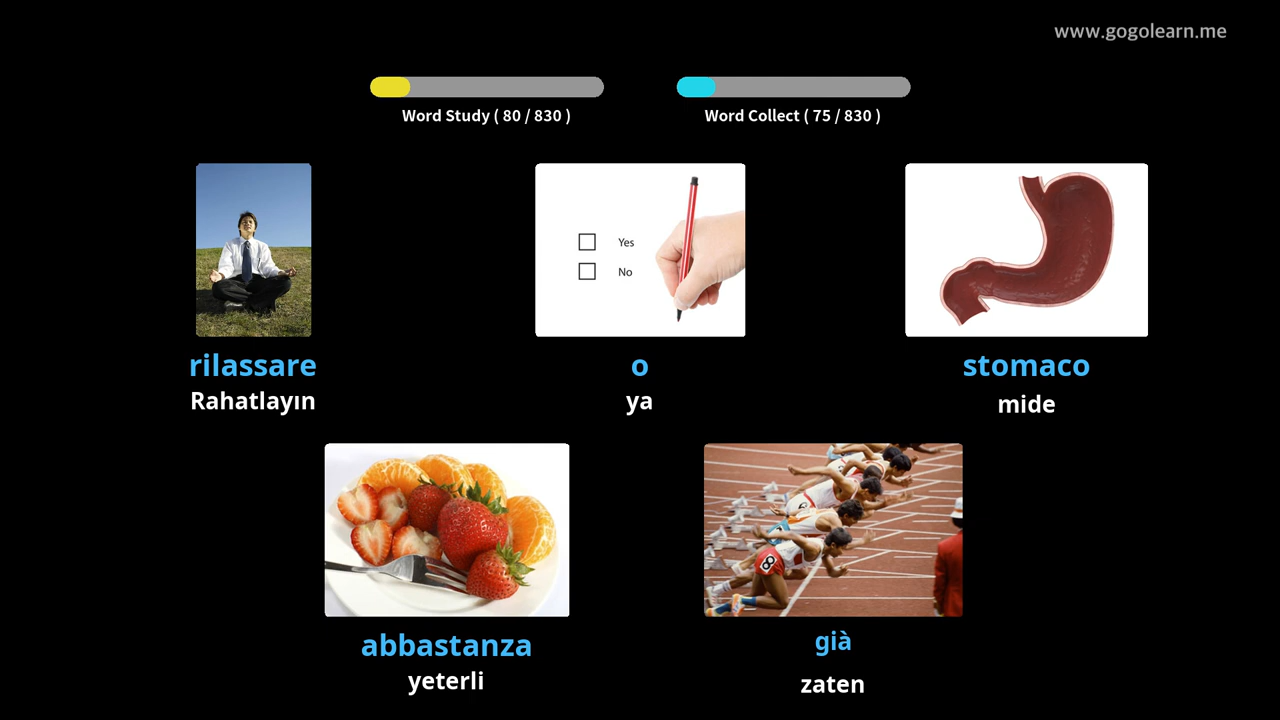 www.gogolearn.me
Word Study ( 80 / 830 )
Word Collect ( 75 / 830 )
Yes
No
rilassare
Rahatlayın
o
ya
stomaco
mide
8
abbastanza
yeterli
già
zaten